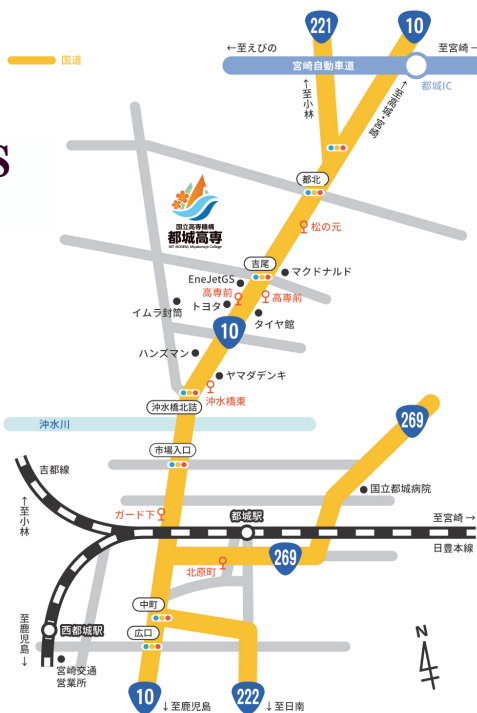 221
10
国道
←至えびの
至宮崎→
宮崎自動車道
都城IC
↑至小林
↑至高城・宮崎
S
都北
国立高専機構
都城高専
NIT (KOSEN), Miyakonojo College
松の元
吉尾
マクドナルド
EneJetGS
高専前
高専前
トヨタ
イムラ封筒
タイヤ館
10
ハンズマン
ヤマダデンキ
沖水橋東
沖水橋北詰
269
沖水川
市場入口
吉都線
国立都城病院
↑至小林
ガード下
都城駅
至宮崎→
日豊本線
北原町
269
中町
至鹿児島↓
西都城駅
広口
N
宮崎交通
営業所
10
↓至鹿児島
222
↓至日南